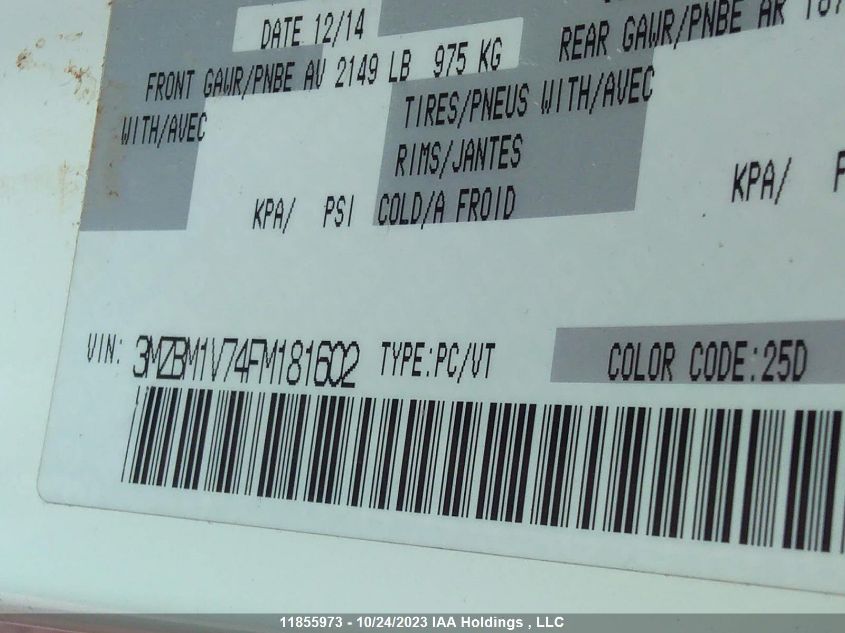 DATE 12/14
FRONT GAWR/PNBE AV 2149 LB 975 KG
REAR GAWR/PNBE AR
WITH/AVEC
TIRES/PNEUS WITH/AVEC
RIMS/JANTES
KPA/ PSI COLD/A FROID
KPA/
VIN: 3MZBM1V74FM181602 TYPE:PC/VT COLOR CODE:25D
11855973 - 10/24/2023 IAA Holdings , LLC